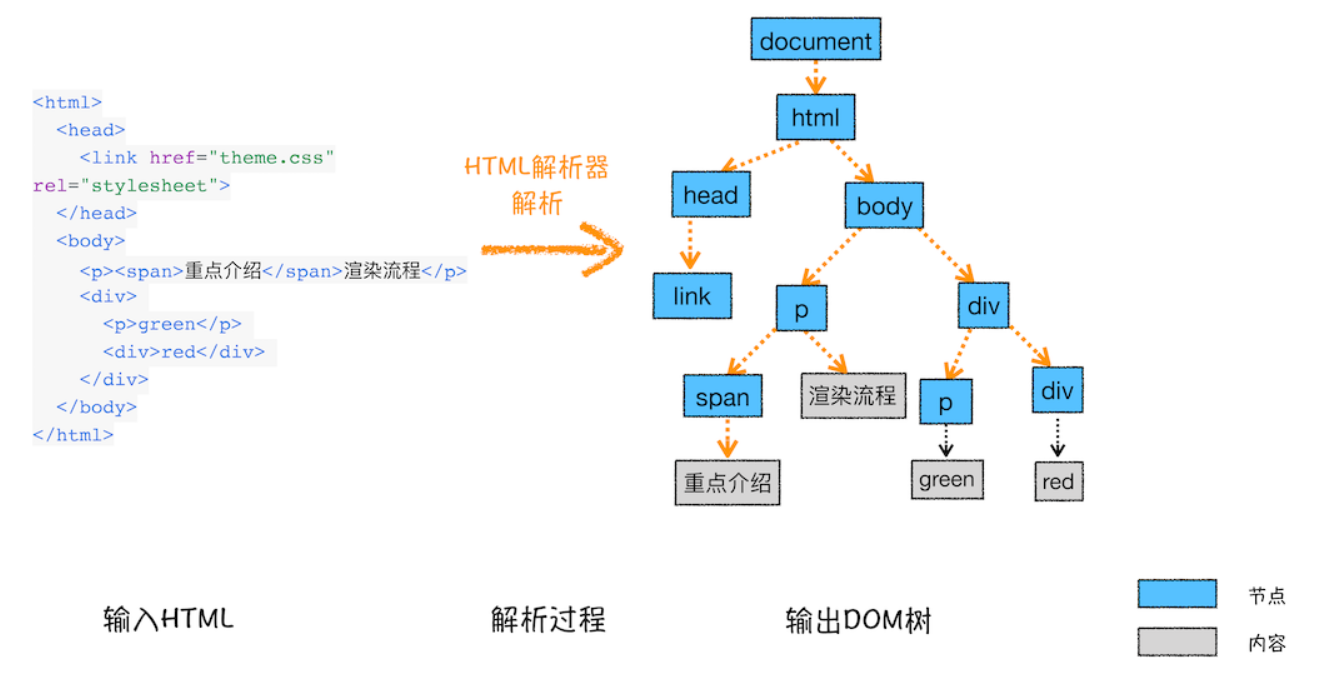 <html>
<head>
<link href="theme.css"
rel="stylesheet">
</head>
<body>
<p><span>重点介绍</span>渲染流程</p>
<div>
<p>green</p>
<div>red</div>
</div>
</body>
</html>
HTML解析器
解析
document
html
head
body
link
p
div
span
渲染流程
p
div
重点介绍
green
red
输入HTML
解析过程
输出DOM树
节点
内容